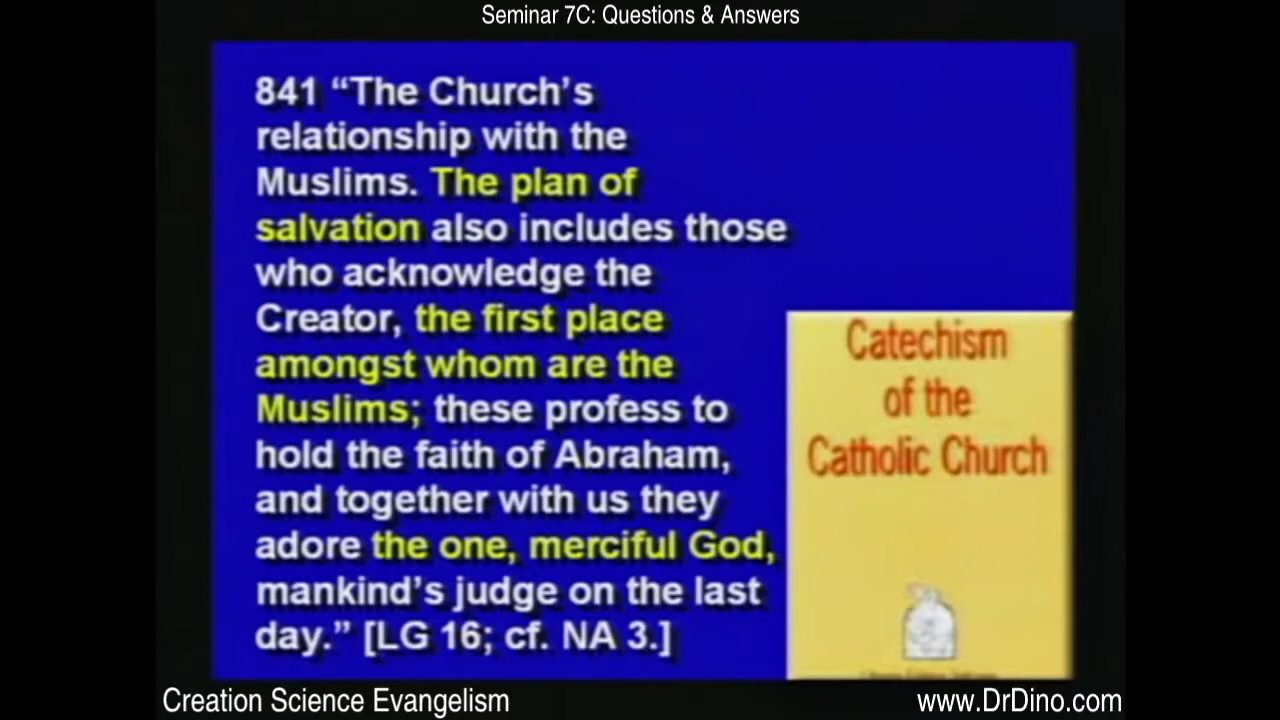 Seminar 7C: Questions & Answers
841 “The Church’s
relationship with the
Muslims. The plan of
salvation also includes those
who acknowledge the
Creator, the first place
amongst whom are the
Muslims; these profess to
hold the faith of Abraham,
and together with us they
adore the one, merciful God,
mankind’s judge on the last
day.” [LG 16; cf. NA 3.]
Catechism
of the
Catholic Church
Creation Science Evangelism
www.DrDino.com